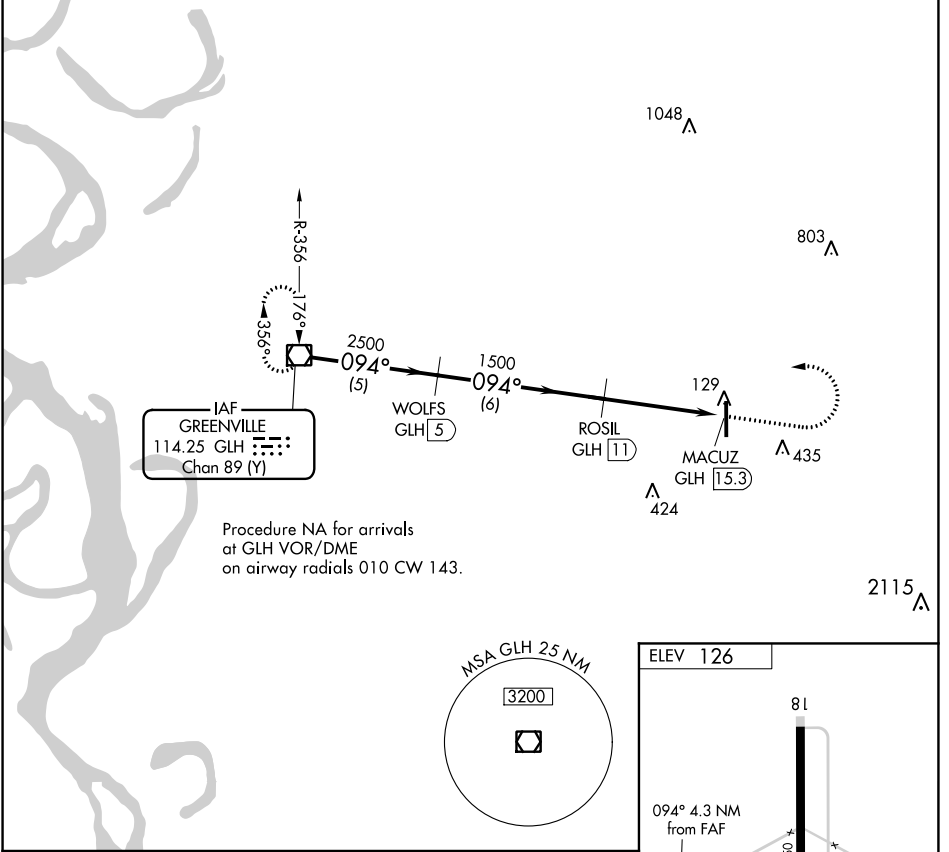 1048
803
R-356
176°
356°
2500
094°
(5)
1500
094°
(6)
129
WOLFS
GLH 5
ROSIL
GLH 11
MACUZ
GLH 15.3
435
424
IAF
GREENVILLE
114.25 GLH
Chan 89 (Y)
Procedure NA for arrivals
at GLH VOR/DME
on airway radials 010 CW 143.
2115
MSA GLH 25 NM
3200
ELEV 126
18
094° 4.3 NM
from FAF